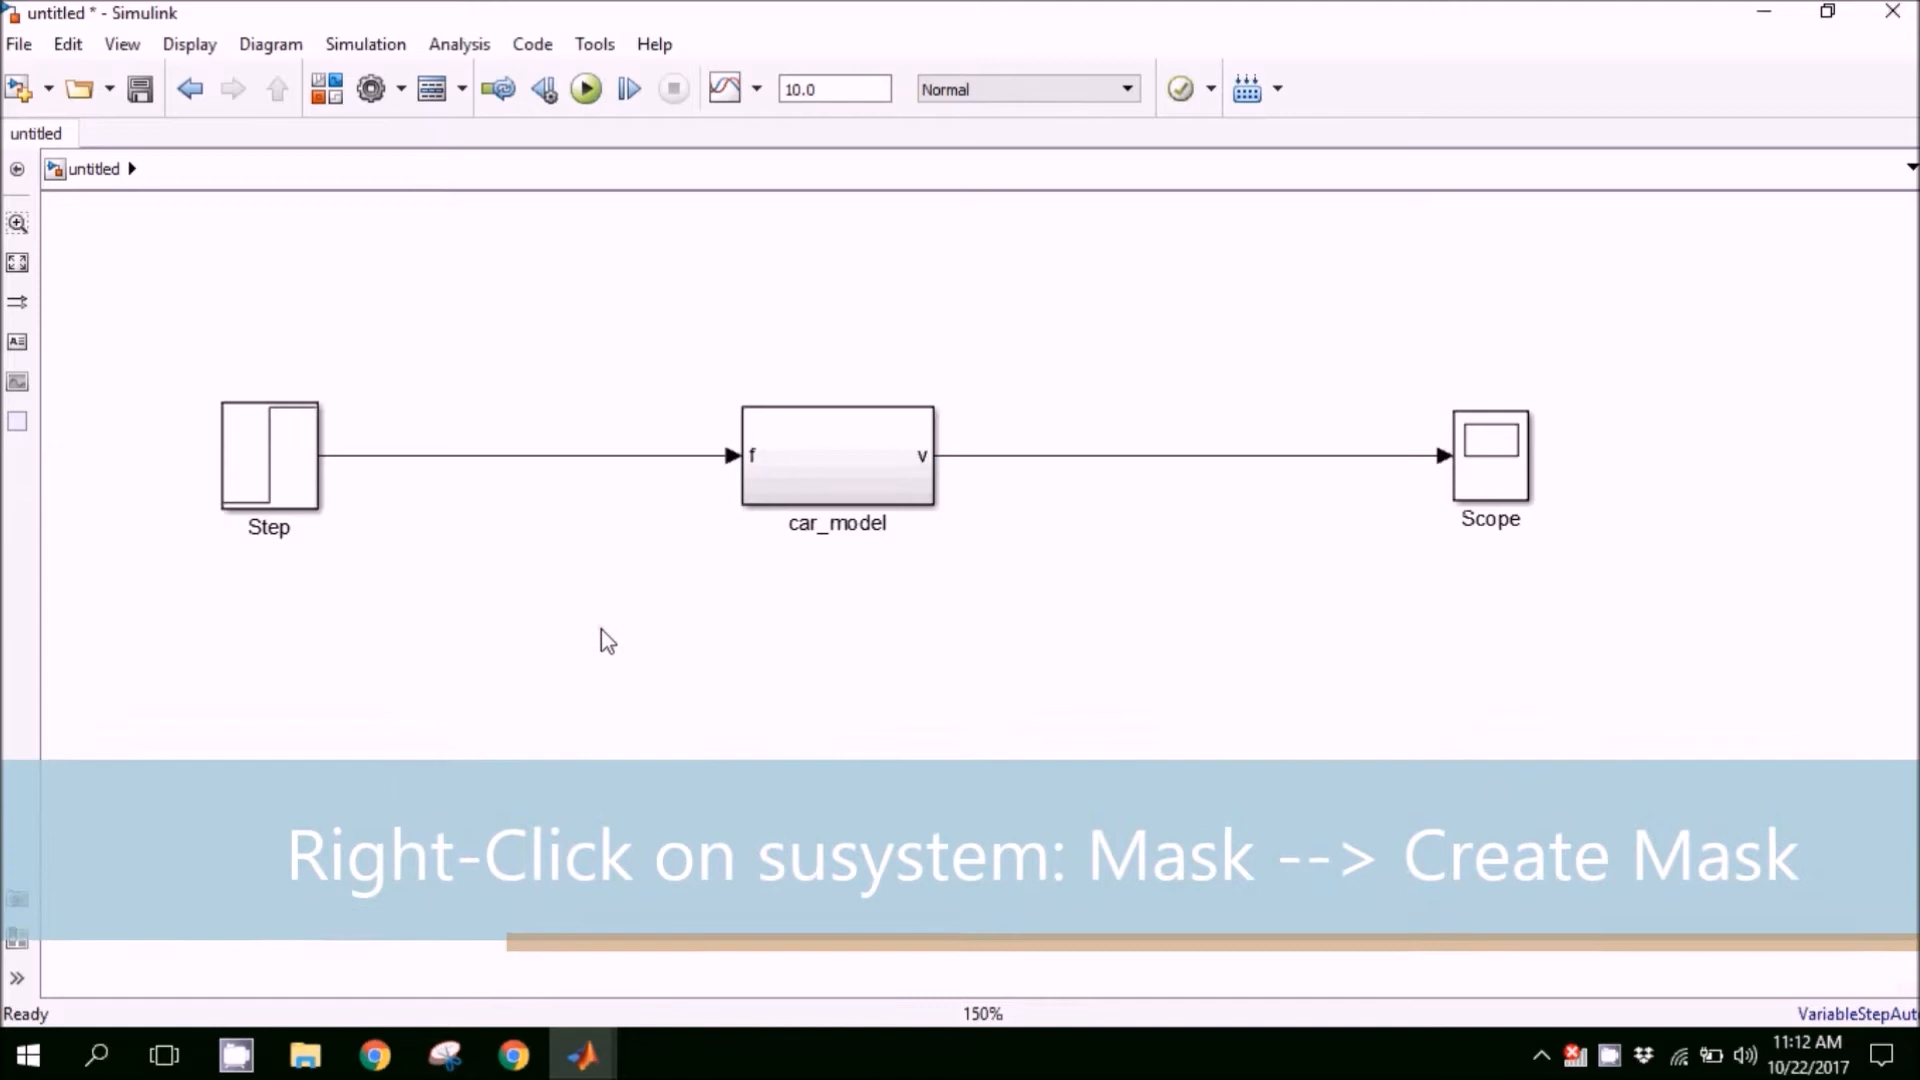 untitled * - Simulink
File Edit View Display Diagram Simulation Analysis Code Tools Help
10.0 Normal
untitled
untitled
f v
Step car_model Scope
Right-Click on susystem: Mask --> Create Mask
Ready 150% VariableStepAut
11:12 AM
10/22/2017